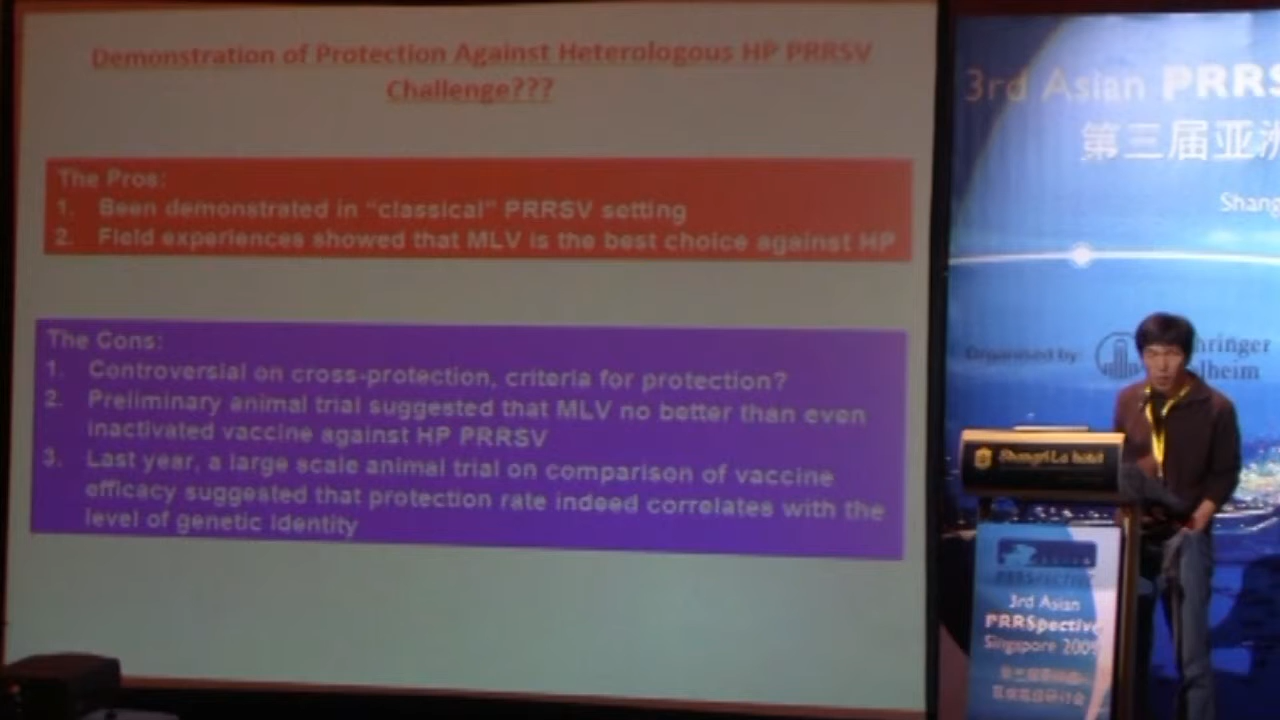 Demonstration of Protection Against Heterologous HP PRRSV
Challenge???
The Pros:
1. Been demonstrated in “classical” PRRSV setting
2. Field experiences showed that MLV is the best choice against HP
The Cons:
1. Controversial on cross-protection, criteria for protection?
2. Preliminary animal trial suggested that MLV no better than even
inactivated vaccine against HP PRRSV
3. Last year, a large scale animal trial on comparison of vaccine
efficacy suggested that protection rate indeed correlates with the
level of genetic identity
3rd Asian PRRS
第三届亚洲
Shang
Organised by:
hringer
lheim
Shangri-La hotel
3rd Asian
PRRSpective
Singapore 2009